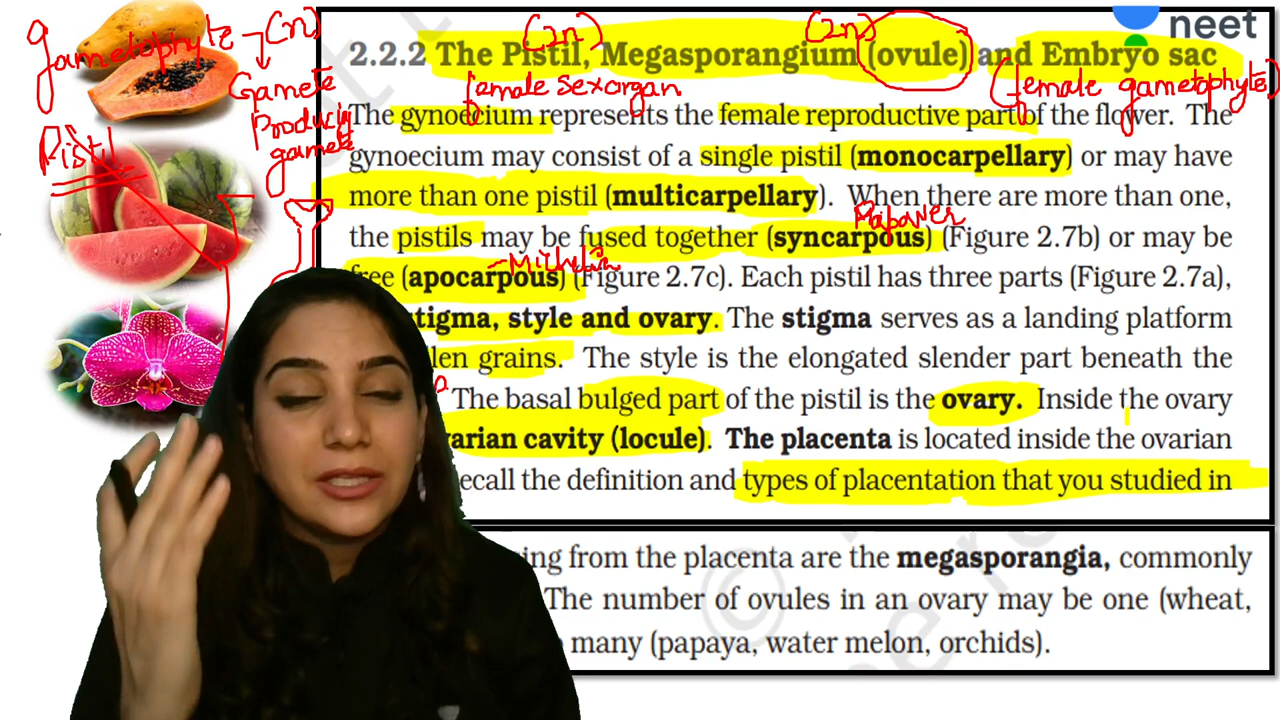 neet
gametophyte → (n)
Gamete
Producing
gamete
Pistil
(2n)
(2n)
2.2.2 The Pistil, Megasporangium (ovule) and Embryo sac
female sex organ
(female gametophyte)
The gynoecium represents the female reproductive part of the flower. The
gynoecium may consist of a single pistil (monocarpellary) or may have
more than one pistil (multicarpellary). When there are more than one,
Papaver
the pistils may be fused together (syncarpous) (Figure 2.7b) or may be
free (apocarpous) (Figure 2.7c). Each pistil has three parts (Figure 2.7a),
tigma, style and ovary. The stigma serves as a landing platform
len grains. The style is the elongated slender part beneath the
The basal bulged part of the pistil is the ovary. Inside the ovary
varian cavity (locule). The placenta is located inside the ovarian
ecall the definition and types of placentation that you studied in
ing from the placenta are the megasporangia, commonly
The number of ovules in an ovary may be one (wheat,
many (papaya, water melon, orchids).